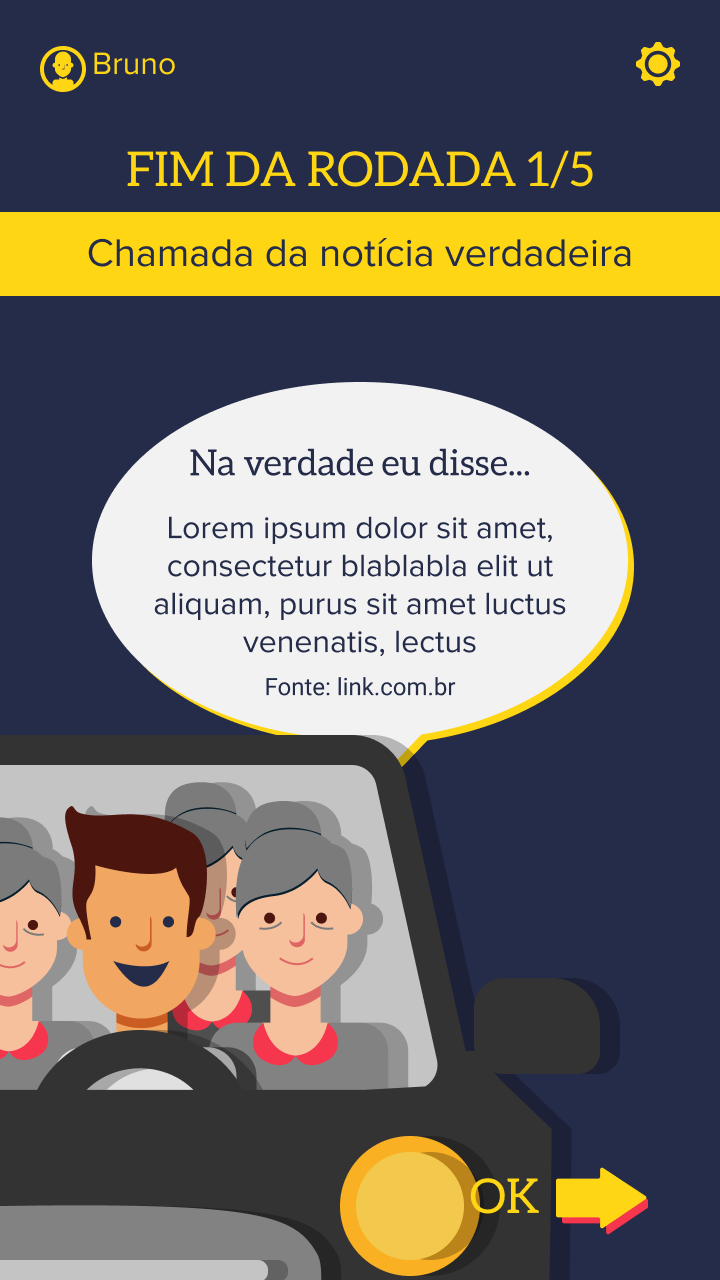 Bruno
FIM DA RODADA 1/5
Chamada da notícia verdadeira
Na verdade eu disse...
Lorem ipsum dolor sit amet,
consectetur blablabla elit ut
aliquam, purus sit amet luctus
venenatis, lectus
Fonte: link.com.br
OK